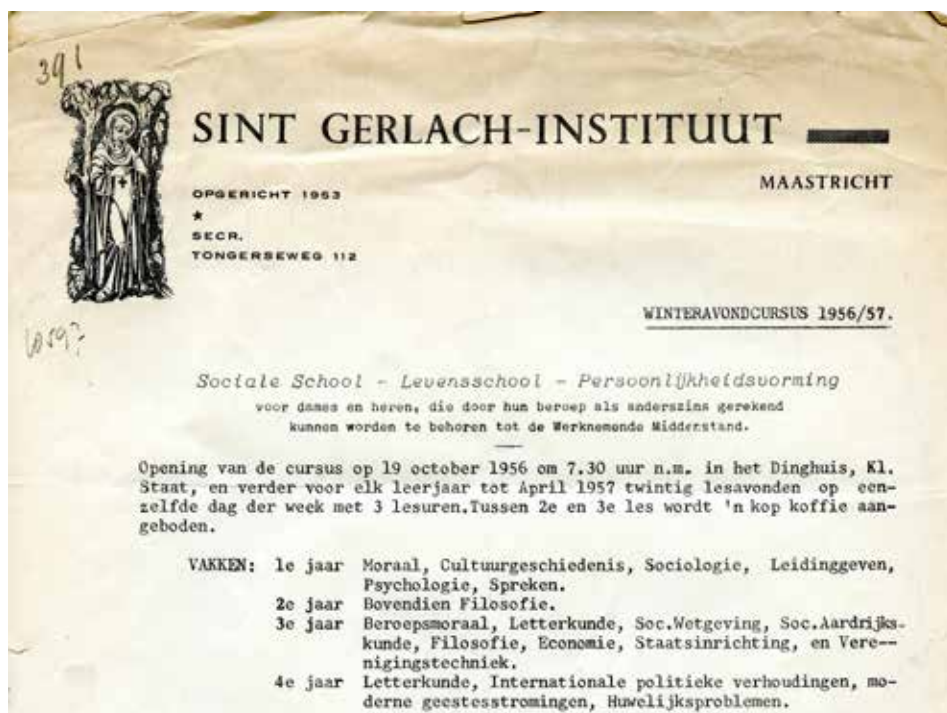 391
SINT GERLACH-INSTITUUT
MAASTRICHT
OPGERICHT 1953
*
SECR.
TONGERSEWEG 112
WINTERAVONDCURSUS 1956/57.
Sociale School - Levensschool - Persoonlijkheidsvorming
voor dames en heren, die door hun beroep als anderszins gerekend
kunnen worden te behoren tot de Werknemende Middenstand.
Opening van de cursus op 19 october 1956 om 7.30 uur n.m. in het Dinghuis, Kl.
Staat, en verder voor elk leerjaar tot April 1957 twintig lesavonden op een-
zelfde dag der week met 3 lesuren.Tussen 2e en 3e les wordt 'n kop koffie aan-
geboden.
VAKKEN: 1e jaar Moraal, Cultuurgeschiedenis, Sociologie, Leidinggeven,
Psychologie, Spreken.
2e jaar Bovendien Filosofie.
3e jaar Beroepsmoraal, Letterkunde, Soc.Wetgeving, Soc.Aardrijks-
kunde, Filosofie, Economie, Staatsinrichting, en Vere--
nigingstechniek.
4e jaar Letterkunde, Internationale politieke verhoudingen, mo-
derne geestesstromingen, Huwelijksproblemen.